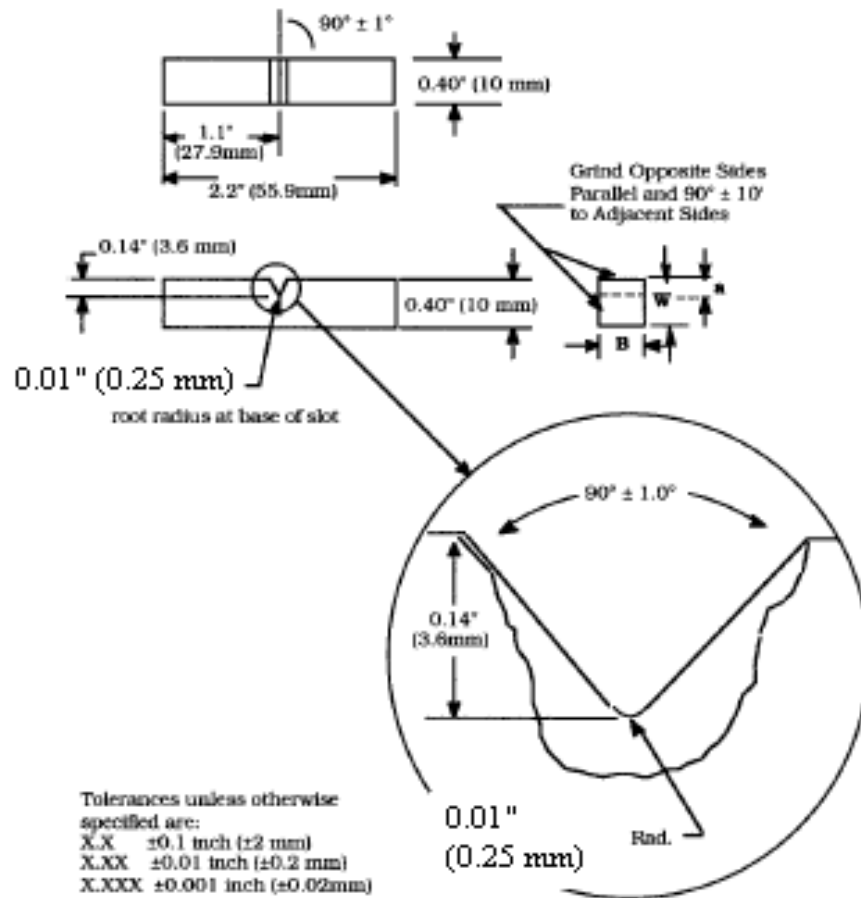 90° ± 1°
0.40" (10 mm)
1.1"
(27.9mm)
2.2" (55.9mm)
Grind Opposite Sides
Parallel and 90° ± 10'
to Adjacent Sides
0.14" (3.6 mm)
0.40" (10 mm)
W
a
B
0.01" (0.25 mm)
root radius at base of slot
90° ± 1.0°
0.14"
(3.6mm)
Tolerances unless otherwise
specified are:
X.X ±0.1 inch (±2 mm)
X.XX ±0.01 inch (±0.2 mm)
X.XXX ±0.001 inch (±0.02mm)
0.01"
(0.25 mm)
Rad.